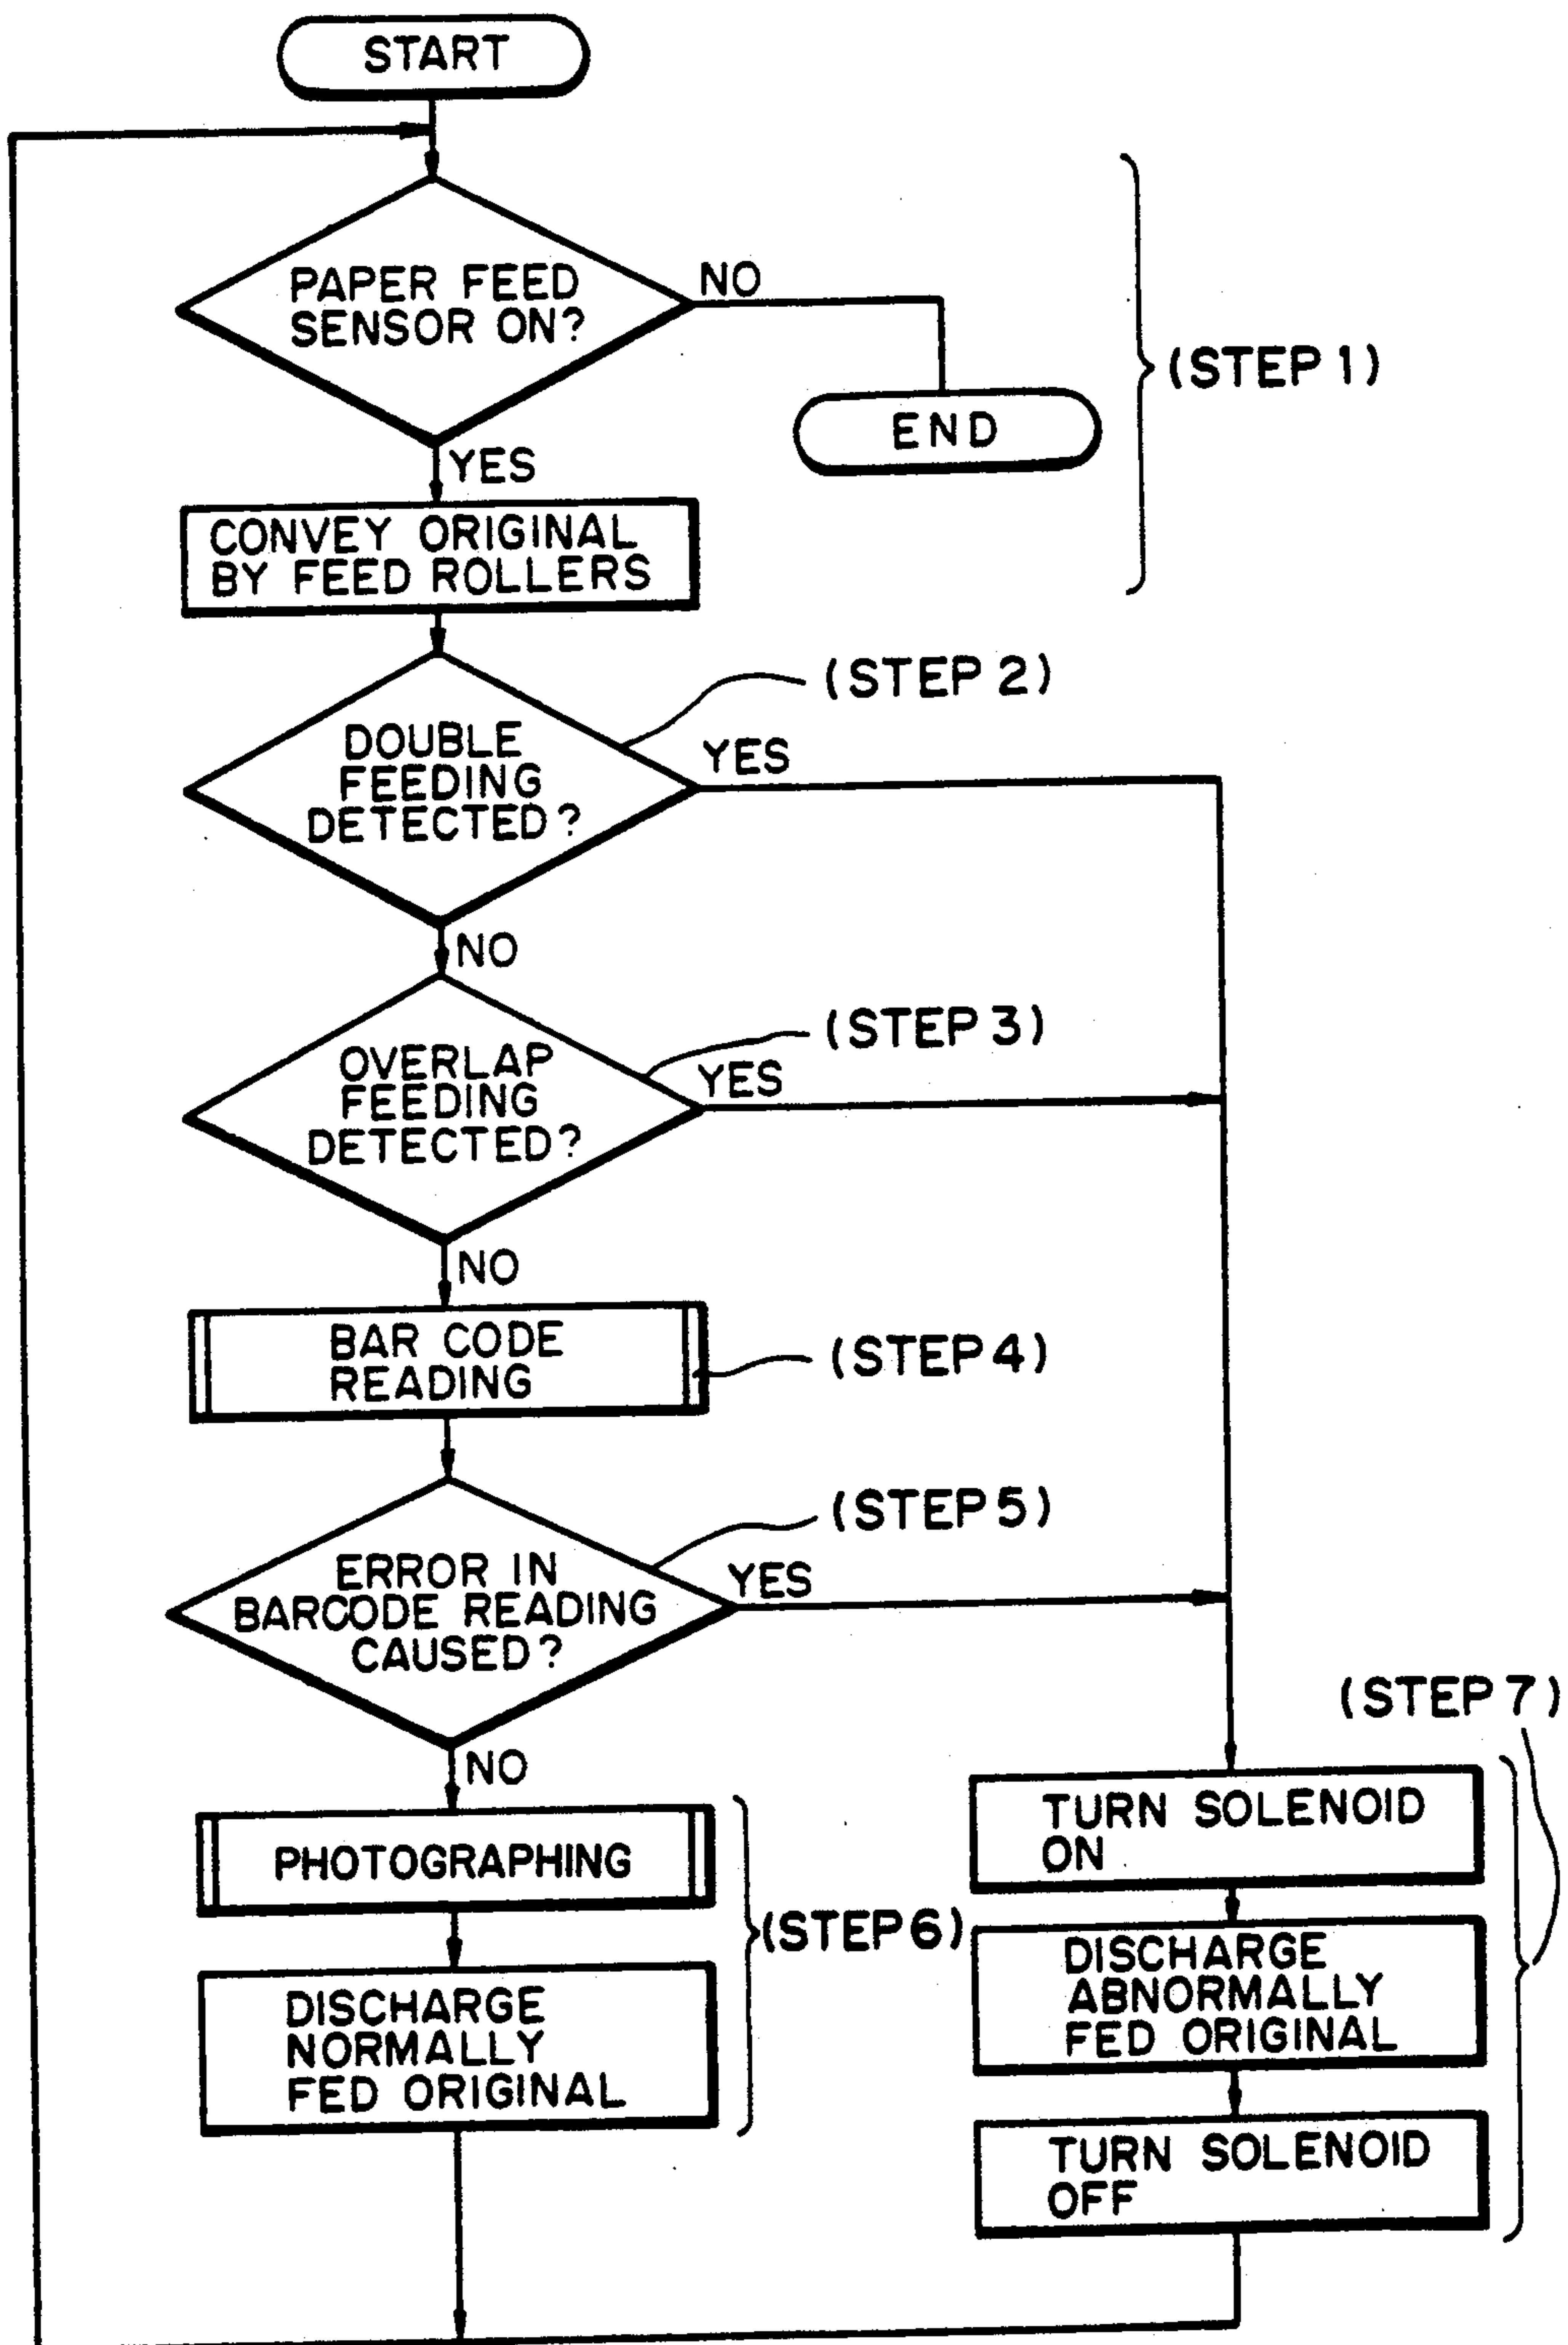 START
PAPER FEED
SENSOR ON?
NO
(STEP 1)
END
YES
CONVEY ORIGINAL
BY FEED ROLLERS
(STEP 2)
DOUBLE
FEEDING
DETECTED?
YES
NO
(STEP 3)
OVERLAP
FEEDING
DETECTED?
YES
NO
BAR CODE
READING
(STEP 4)
(STEP 5)
ERROR IN
BARCODE READING
CAUSED?
YES
NO
(STEP 7)
PHOTOGRAPHING
(STEP 6)
DISCHARGE
NORMALLY
FED ORIGINAL
TURN SOLENOID
ON
DISCHARGE
ABNORMALLY
FED ORIGINAL
TURN SOLENOID
OFF